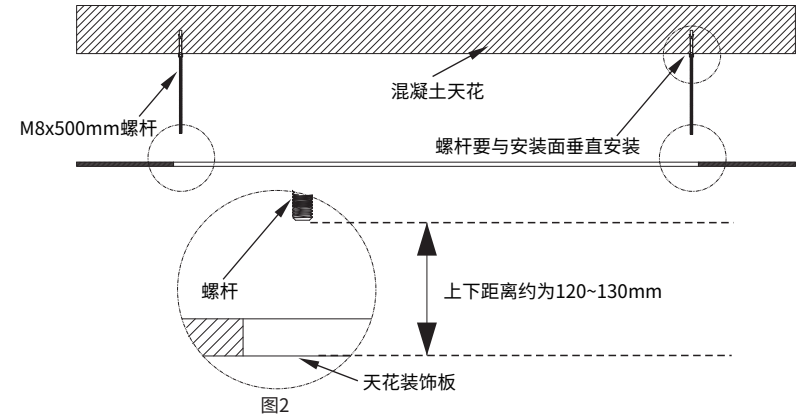 混凝土天花
M8x500mm螺杆
螺杆要与安装面垂直安装
螺杆
上下距离约为120~130mm
天花装饰板
图2